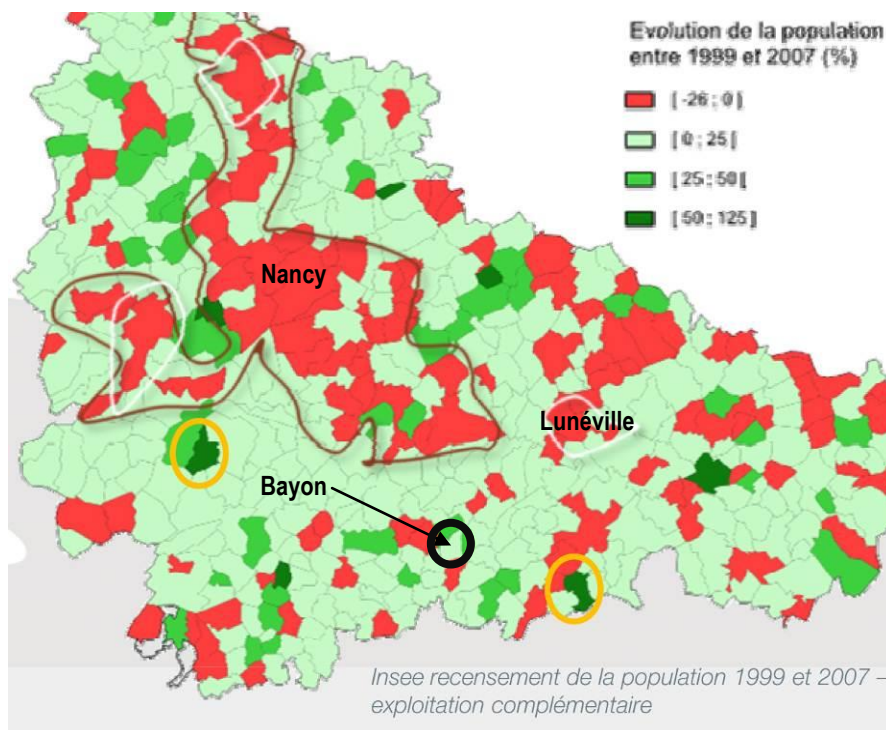 Evolution de la population
entre 1999 et 2007 (%)
[ -26 ; 0 [
[ 0 ; 25 [
[ 25 ; 50 [
[ 50 ; 125 ]
Nancy
Lunéville
Bayon
Insee recensement de la population 1999 et 2007 –
exploitation complémentaire